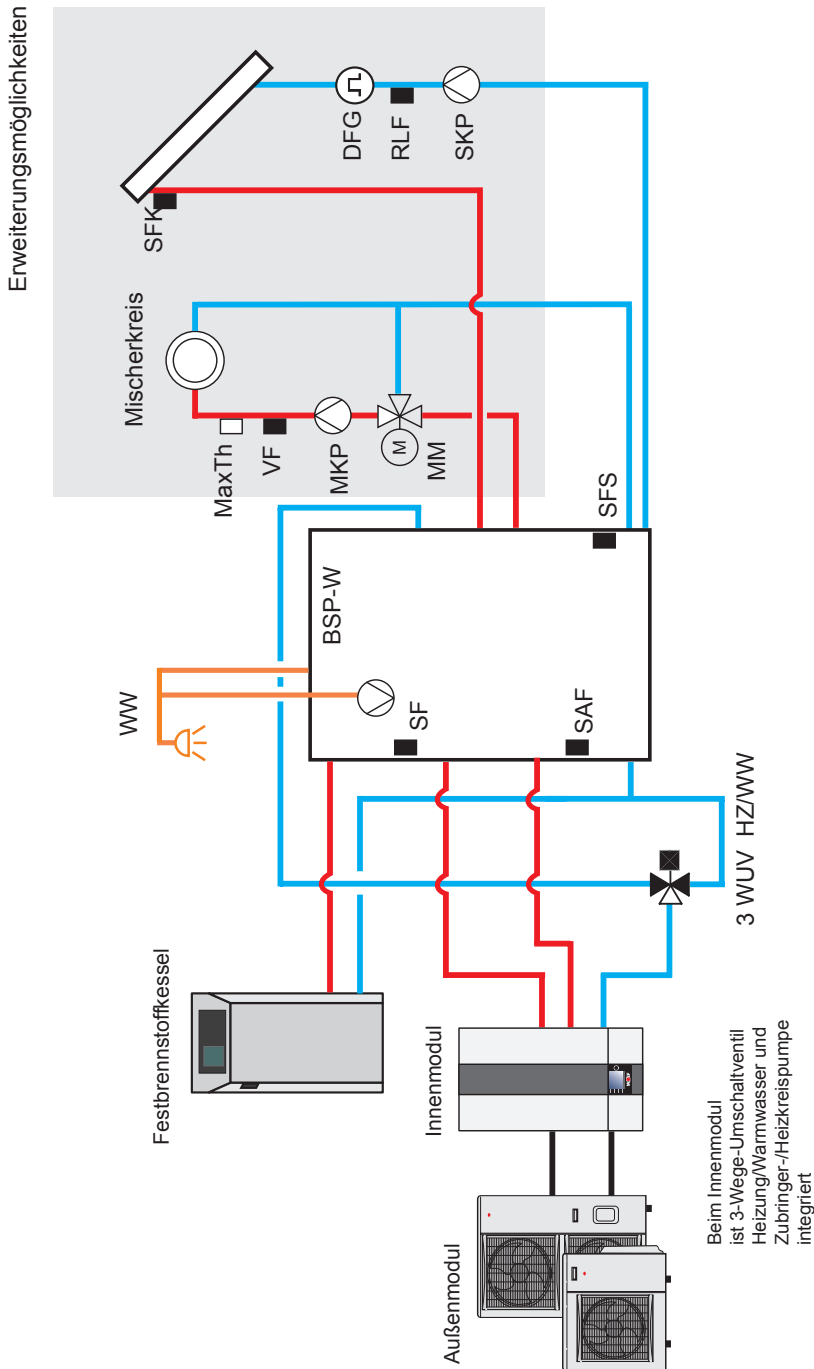 Erweiterungsmöglichkeiten
SFK
DFG
RLF
SKP
Mischerkreis
MaxTh
VF
MKP
M
MM
WW
BSP-W
SF
SAF
SFS
3 WUV HZ/WW
Festbrennstoffkessel
Innenmodul
Außenmodul
Beim Innenmodul
ist 3-Wege-Umschaltventil
Heizung/Warmwasser und
Zubringer-/Heizkreispumpe
integriert